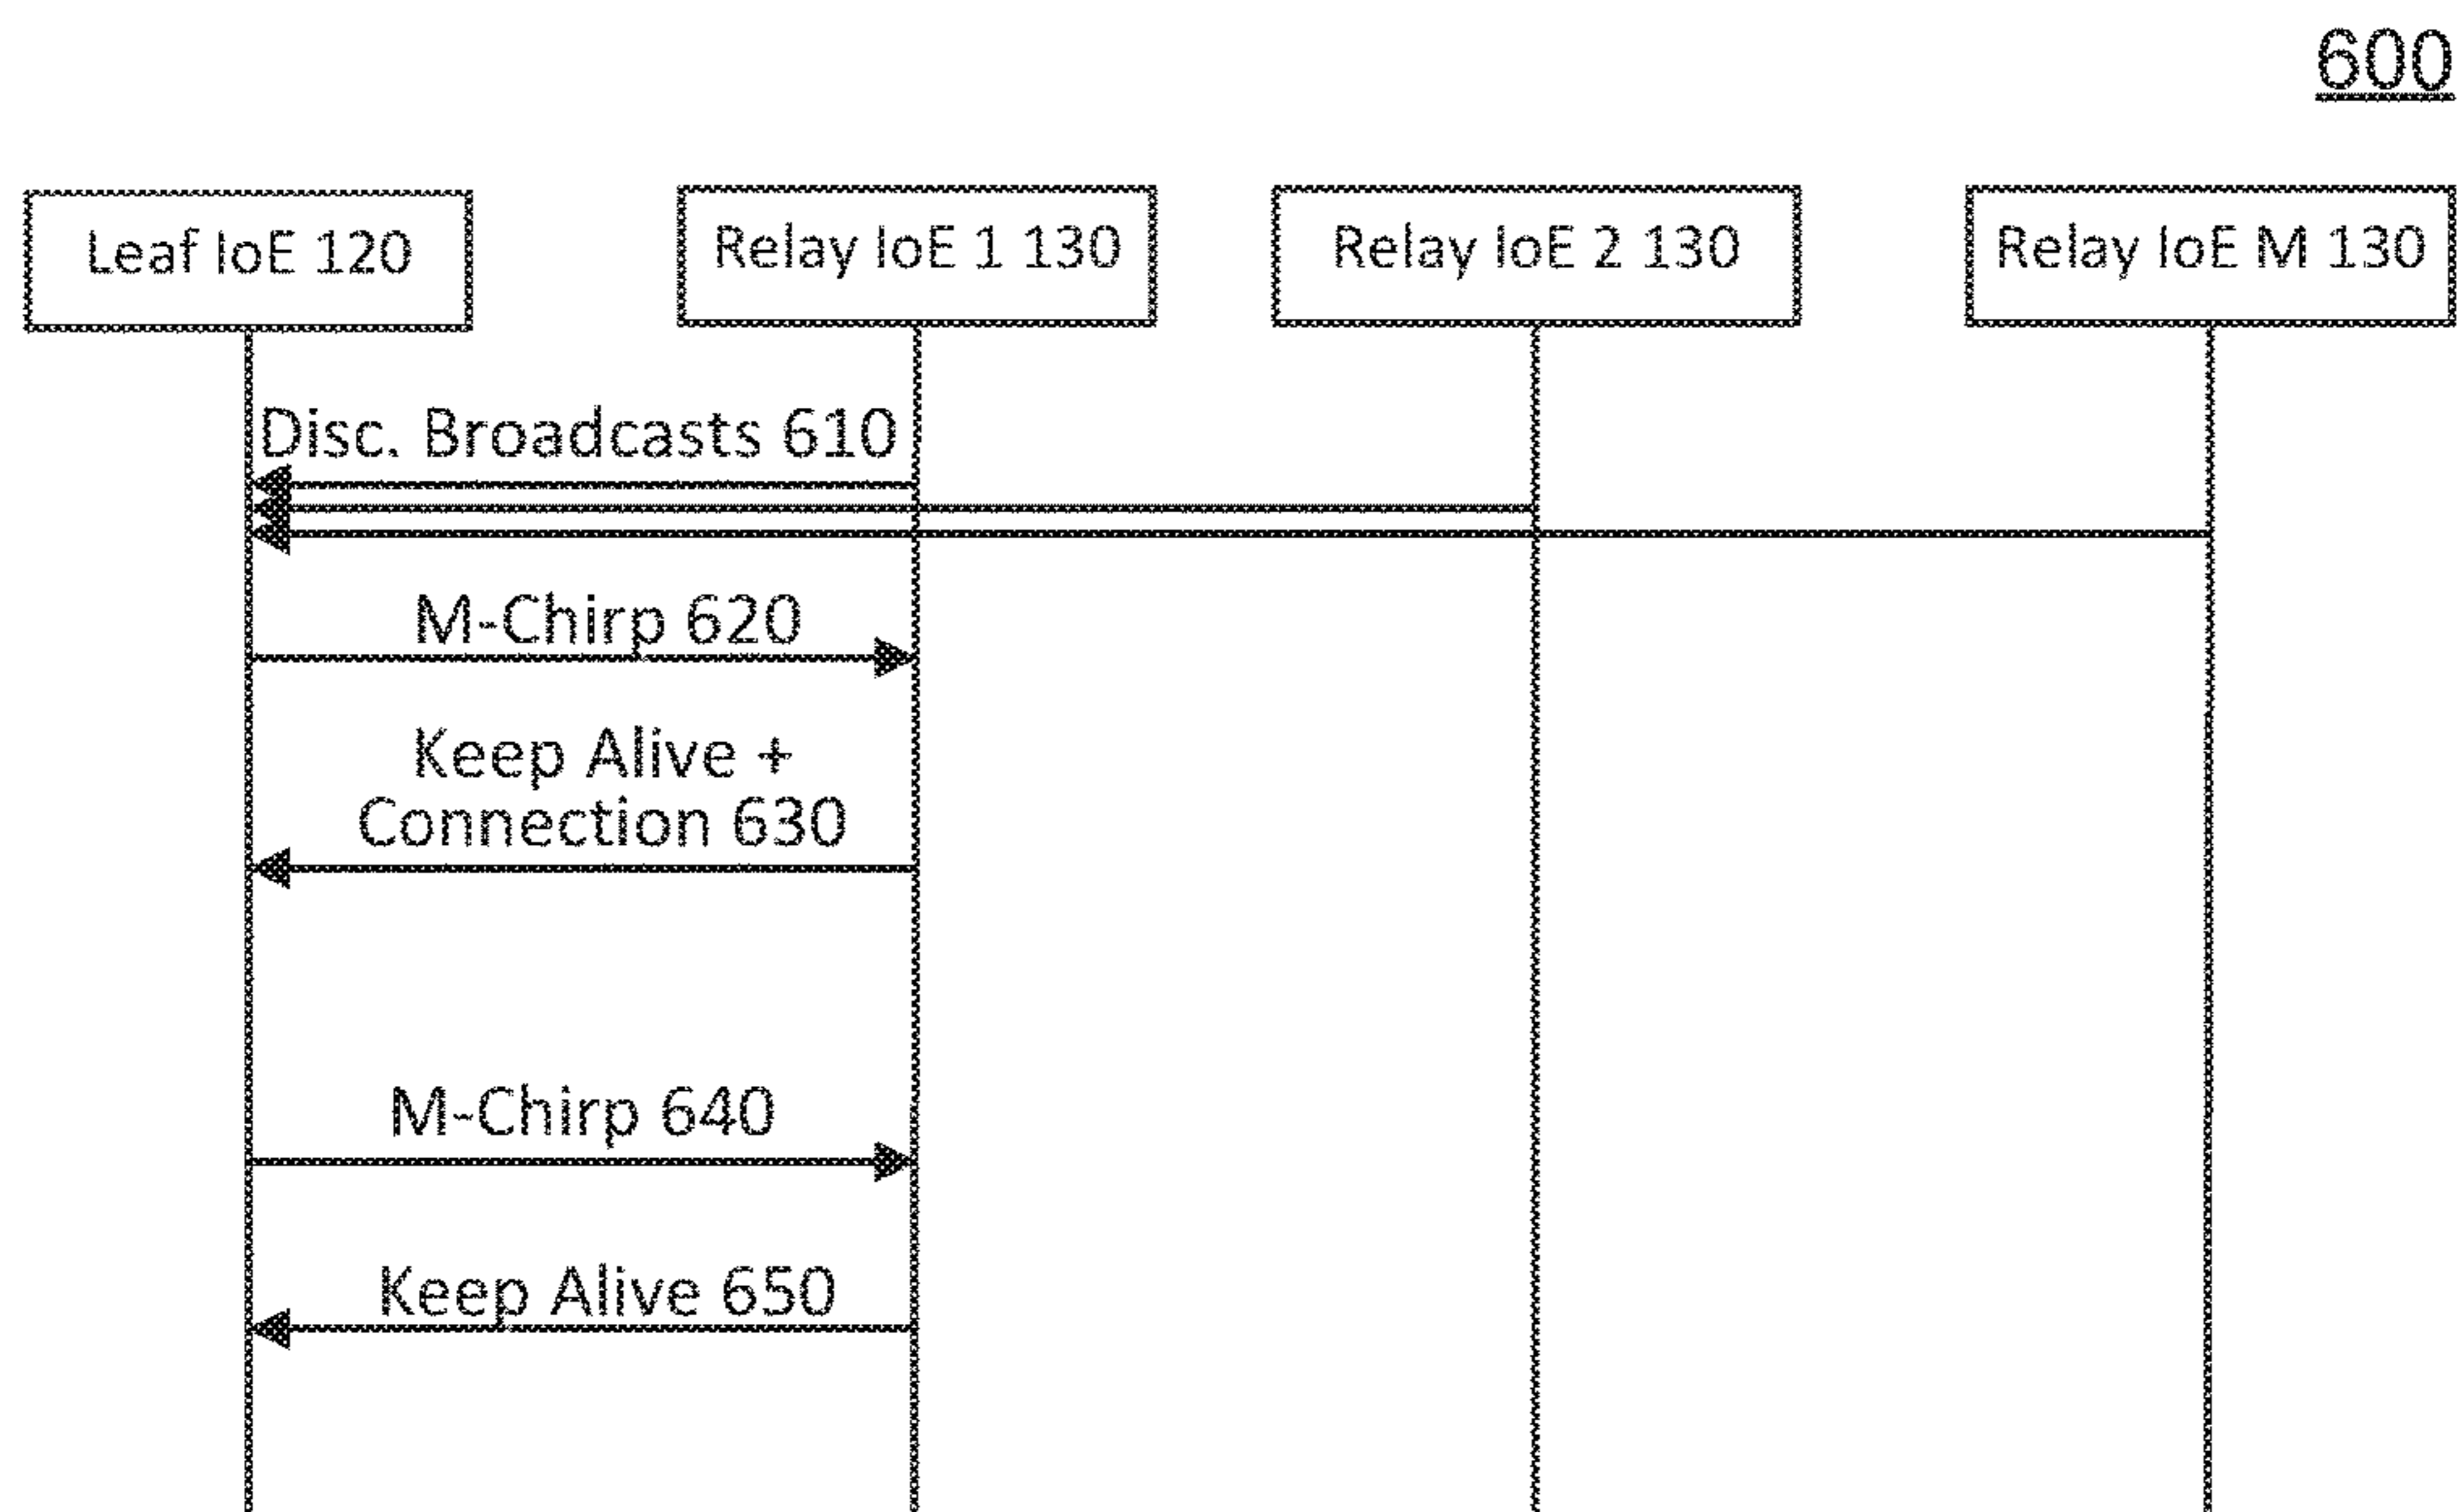 600
Leaf IoE 120
Relay IoE 1 130
Relay IoE 2 130
Relay IoE M 130
Disc. Broadcasts 610
M-Chirp 620
Keep Alive +
Connection 630
M-Chirp 640
Keep Alive 650